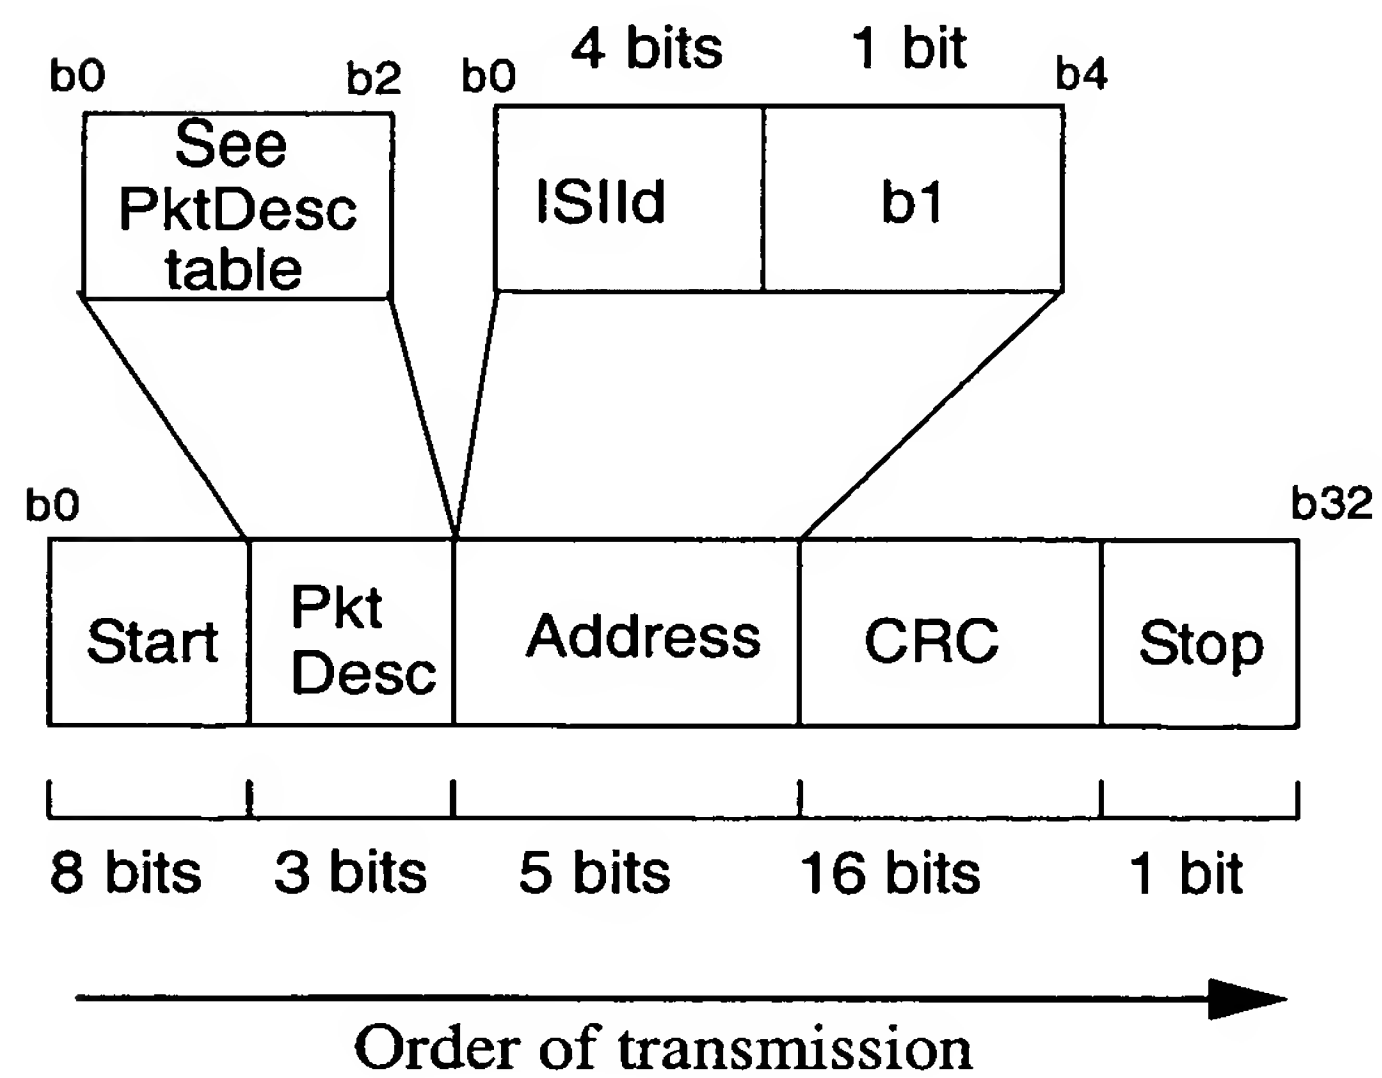 4 bits 1 bit
b0 b2 b0 b4
See
PktDesc
table
ISIId b1
b0 b32
Start Pkt
Desc Address CRC Stop
8 bits 3 bits 5 bits 16 bits 1 bit
Order of transmission